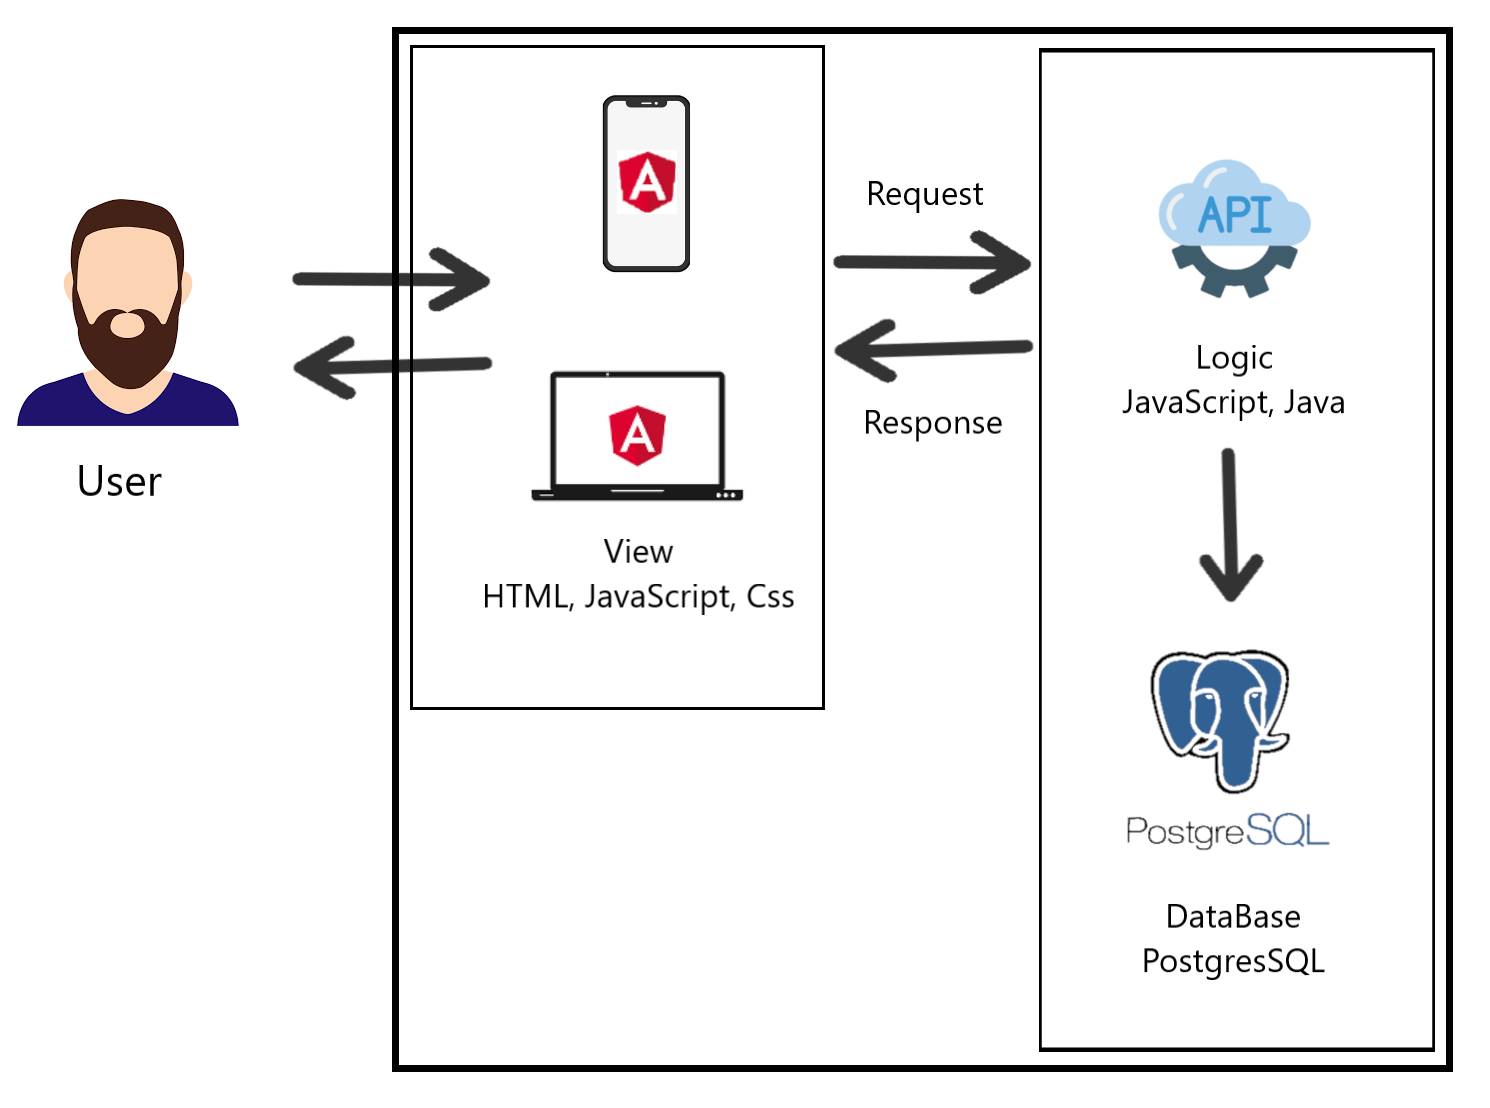 User
A
A
View
HTML, JavaScript, Css
Request
Response
API
Logic
JavaScript, Java
PostgreSQL
DataBase
PostgresSQL